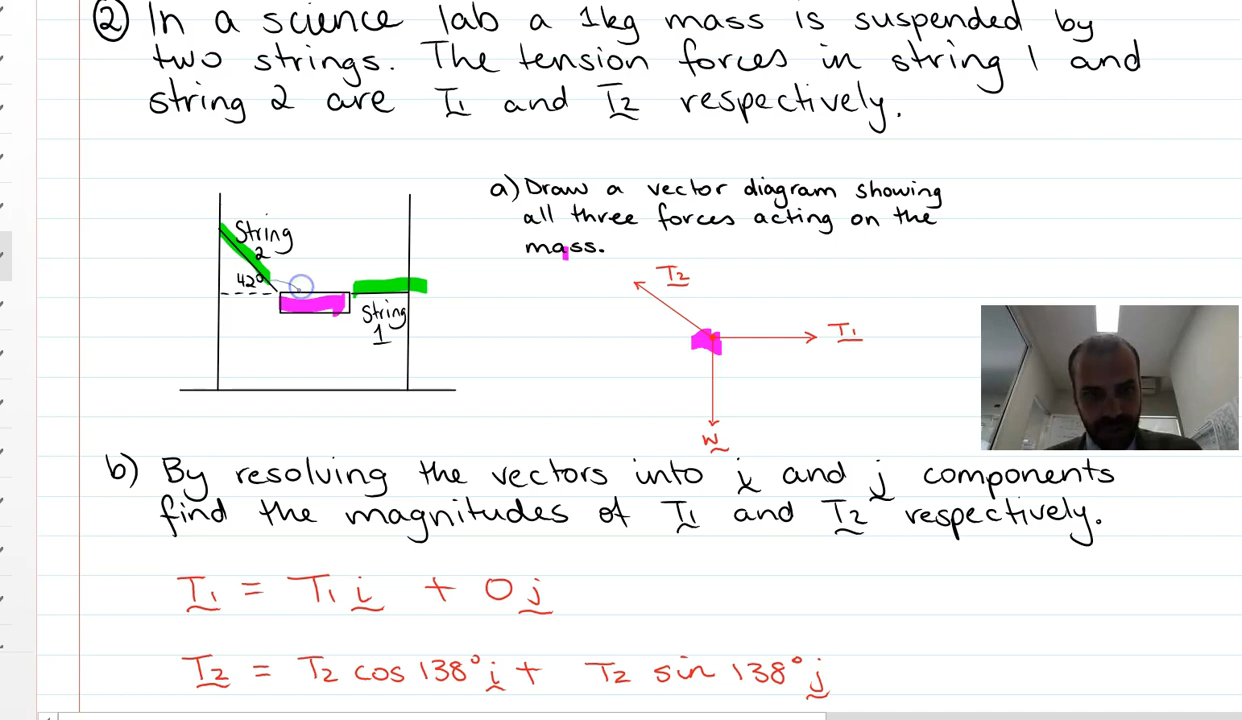 ② In a science lab a 1kg mass is suspended by
two strings. The tension forces in string 1 and
string 2 are T1 and T2 respectively.
a) Draw a vector diagram showing
all three forces acting on the
mass.
String
2
42°
String
1
T2
T1
W
b) By resolving the vectors into i and j components
find the magnitudes of T1 and T2 respectively.
T1 = T1 i + 0 j
T2 = T2 cos 138° i + T2 sin 138° j